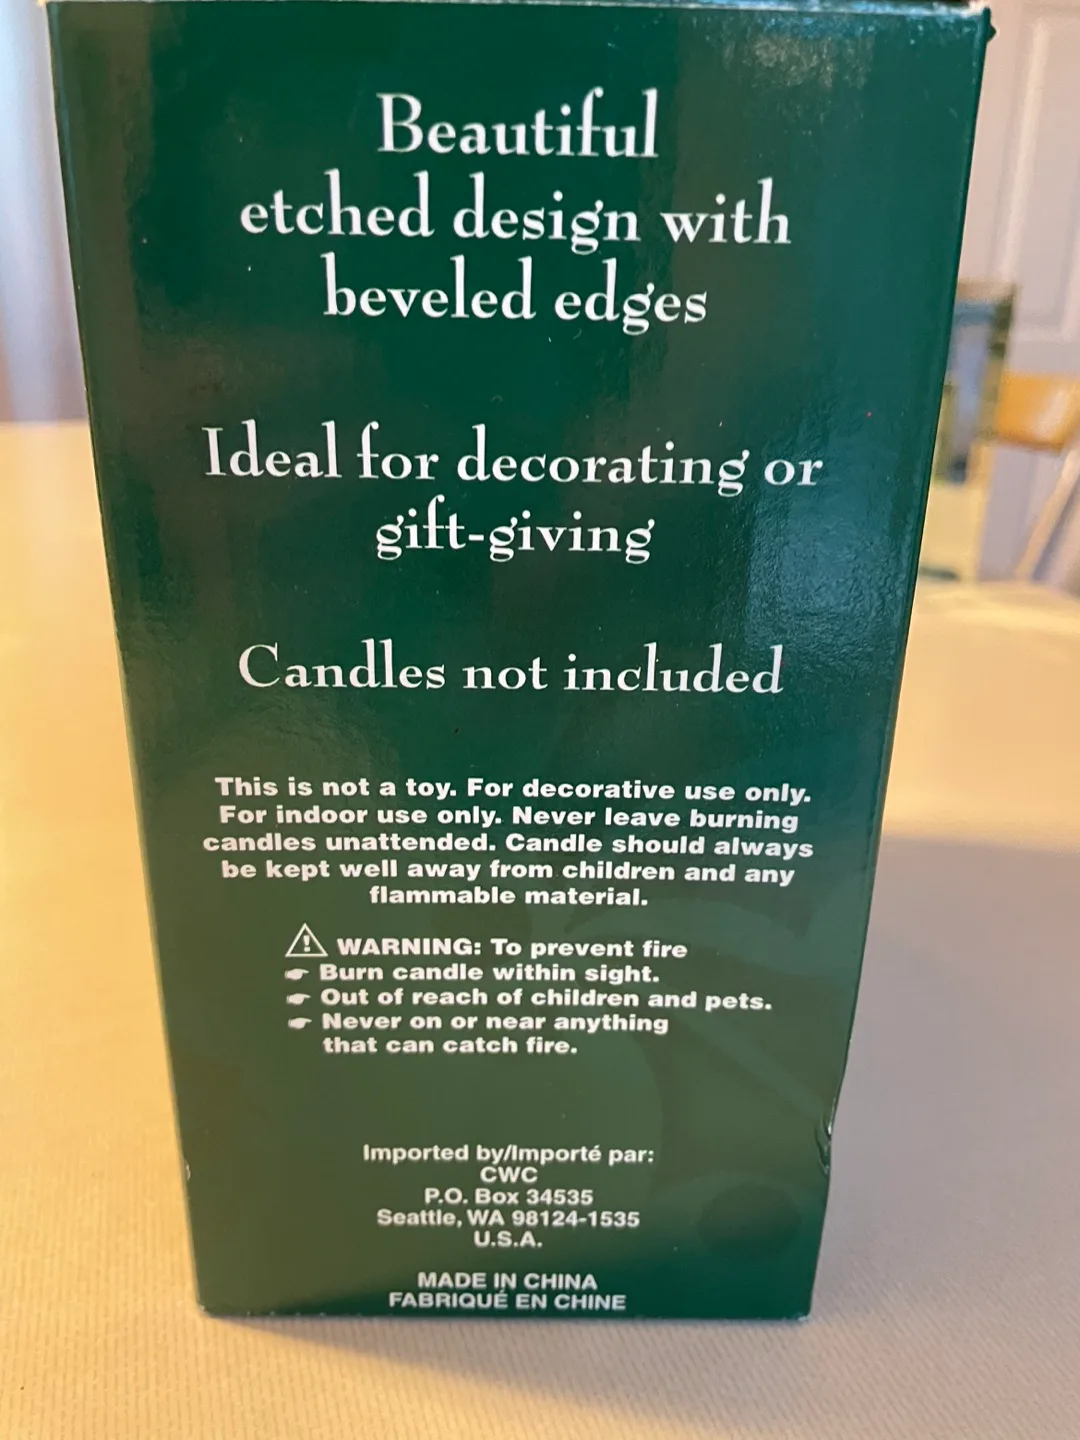 Beautiful
etched design with
beveled edges
Ideal for decorating or
gift-giving
Candles not included
This is not a toy. For decorative use only.
For indoor use only. Never leave burning
candles unattended. Candle should always
be kept well away from children and any
flammable material.
WARNING: To prevent fire
Burn candle within sight.
Out of reach of children and pets.
Never on or near anything
that can catch fire.
Imported by/Importé par:
CWC
P.O. Box 34535
Seattle, WA 98124-1535
U.S.A.
MADE IN CHINA
FABRIQUÉ EN CHINE